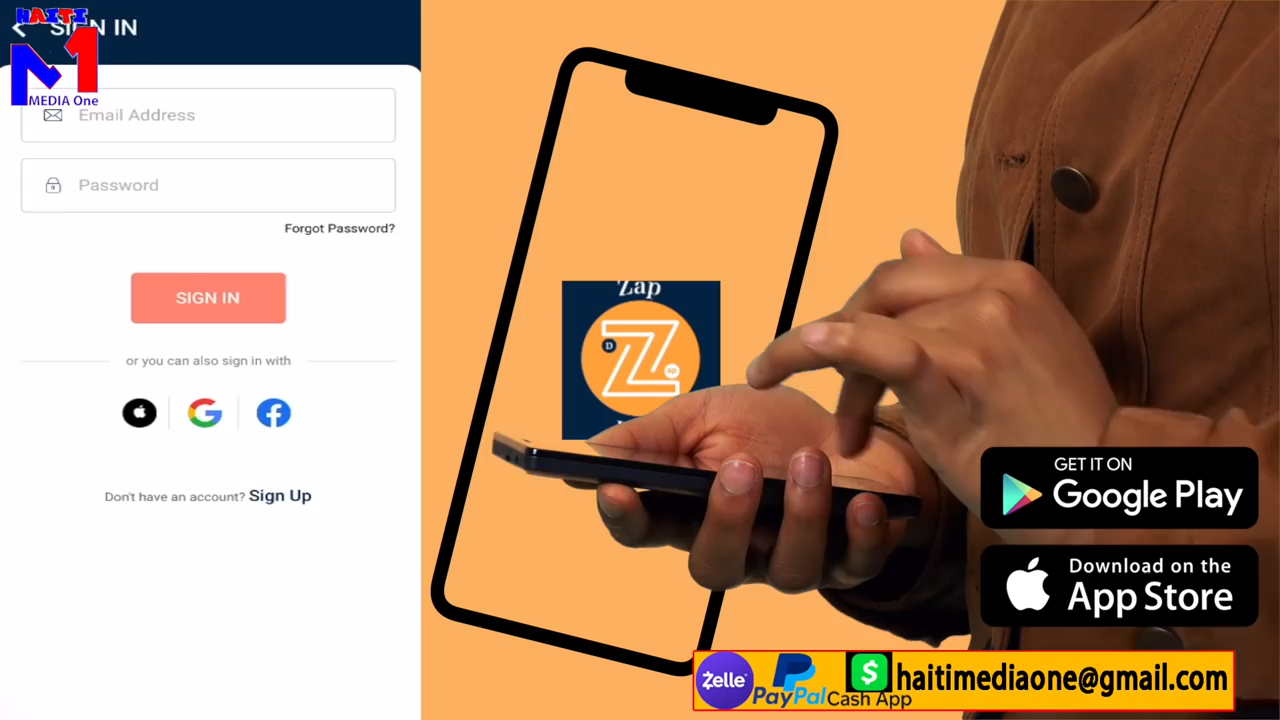 HAITI
SIGN IN
M1
MEDIA One
Email Address
Password
Forgot Password?
SIGN IN
or you can also sign in with
Don't have an account? Sign Up
Zap
D
Z
ap
GET IT ON
Google Play
Download on the
App Store
Zelle
PayPal
$
Cash App
haitimediaone@gmail.com